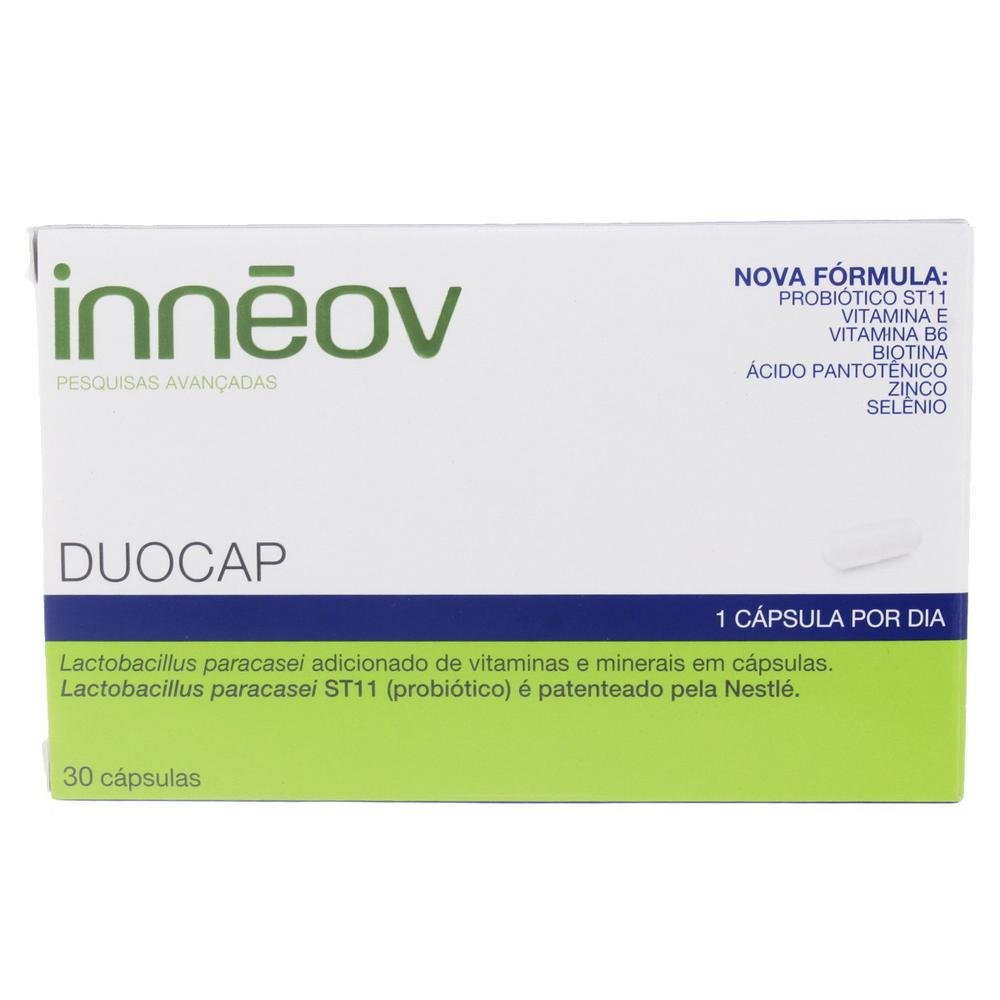 innēov
PESQUISAS AVANÇADAS
NOVA FÓRMULA:
PROBIÓTICO ST11
VITAMINA E
VITAMINA B6
BIOTINA
ÁCIDO PANTOTÊNICO
ZINCO
SELÊNIO
DUOCAP
1 CÁPSULA POR DIA
Lactobacillus paracasei adicionado de vitaminas e minerais em cápsulas.
Lactobacillus paracasei ST11 (probiótico) é patenteado pela Nestlé.
30 cápsulas